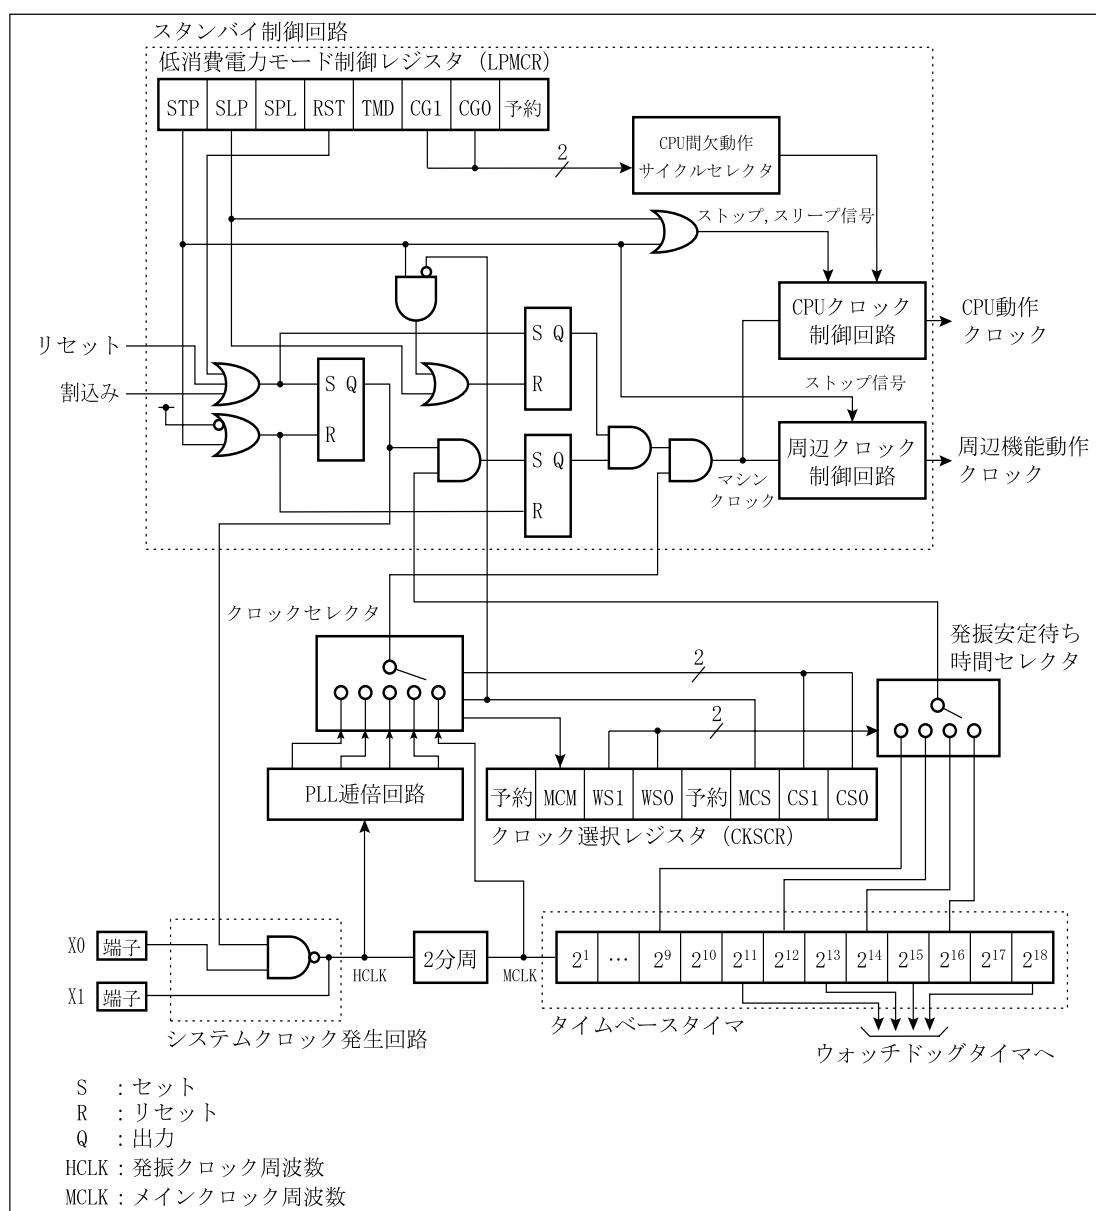 スタンバイ制御回路
低消費電力モード制御レジスタ (LPMCR)
STP SLP SPL RST TMD CG1 CG0 予約
2
CPU間欠動作
サイクルセレクタ
ストップ, スリープ信号
CPUクロック
制御回路
CPU動作
クロック
リセット
割込み
S Q
R
S Q
R
S Q
R
ストップ信号
周辺クロック
制御回路
周辺機能動作
クロック
マシン
クロック
クロックセレクタ
発振安定待ち
時間セレクタ
2
2
PLL逓倍回路
予約 MCM WS1 WS0 予約 MCS CS1 CS0
クロック選択レジスタ (CKSCR)
X0 端子
X1 端子
HCLK
2分周
MCLK
2¹ … 2⁹ 2¹⁰ 2¹¹ 2¹² 2¹³ 2¹⁴ 2¹⁵ 2¹⁶ 2¹⁷ 2¹⁸
システムクロック発生回路
タイムベースタイマ
ウォッチドッグタイマへ
S : セット
R : リセット
Q : 出力
HCLK : 発振クロック周波数
MCLK : メインクロック周波数